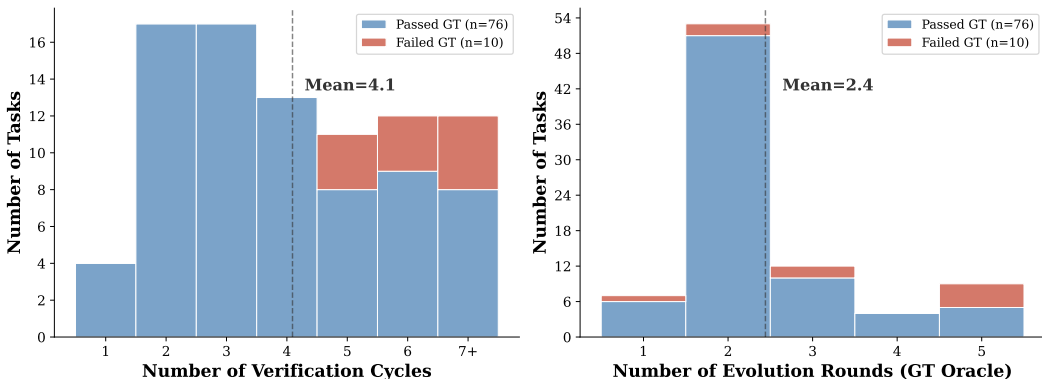 Passed GT (n=76)
Failed GT (n=10)
Mean=4.1
Number of Tasks
16
14
12
10
8
6
4
2
0
1 2 3 4 5 6 7+
Number of Verification Cycles
Passed GT (n=76)
Failed GT (n=10)
Mean=2.4
Number of Tasks
54
48
42
36
30
24
18
12
6
0
1 2 3 4 5
Number of Evolution Rounds (GT Oracle)